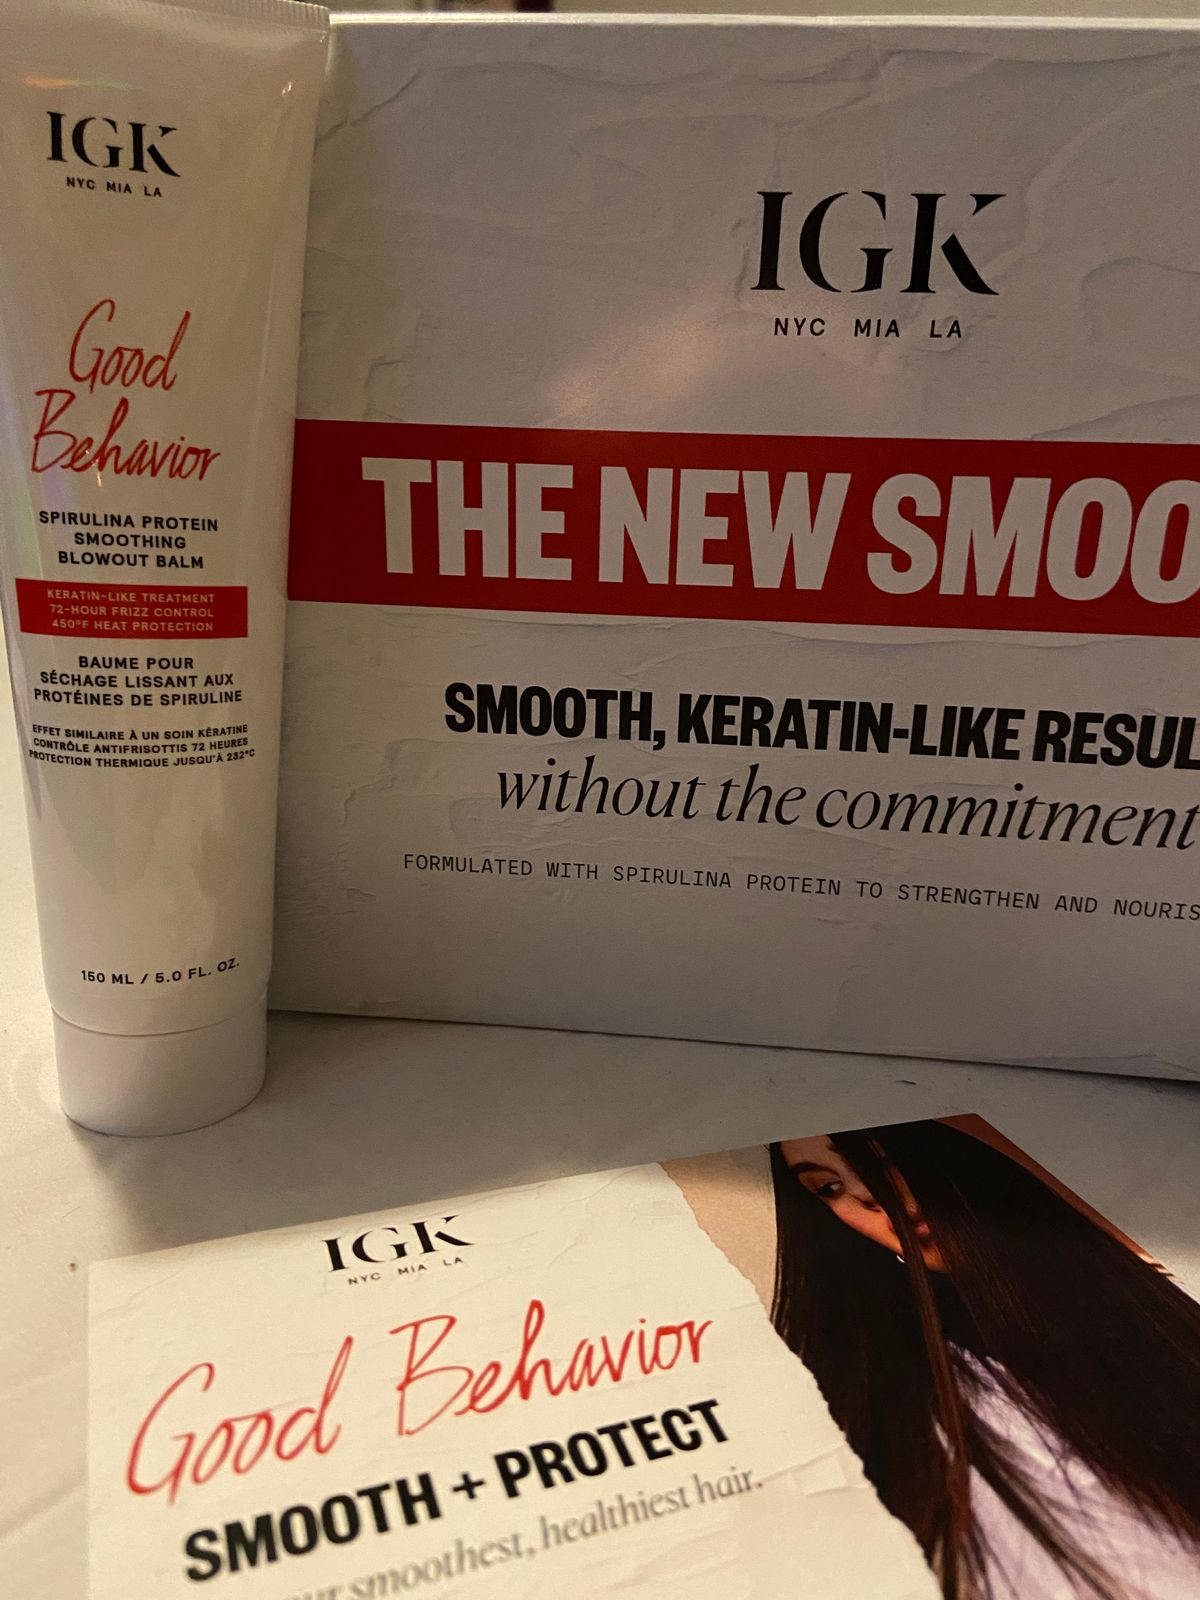 IGK
NYC MIA LA
Good
Behavior
SPIRULINA PROTEIN
SMOOTHING
BLOWOUT BALM
KERATIN-LIKE TREATMENT
72-HOUR FRIZZ CONTROL
450°F HEAT PROTECTION
BAUME POUR
SÉCHAGE LISSANT AUX
PROTÉINES DE SPIRULINE
EFFET SIMILAIRE À UN SOIN KÉRATINE
CONTRÔLE ANTIFRISOTTIS 72 HEURES
PROTECTION THERMIQUE JUSQU'À 232°C
150 ML / 5.0 FL. OZ.
IGK
NYC MIA LA
THE NEW SMOO
SMOOTH, KERATIN-LIKE RESUL
without the commitment
FORMULATED WITH SPIRULINA PROTEIN TO STRENGTHEN AND NOURIS
IGK
NYC MIA LA
Good Behavior
SMOOTH + PROTECT
smoothest, healthiest hair.